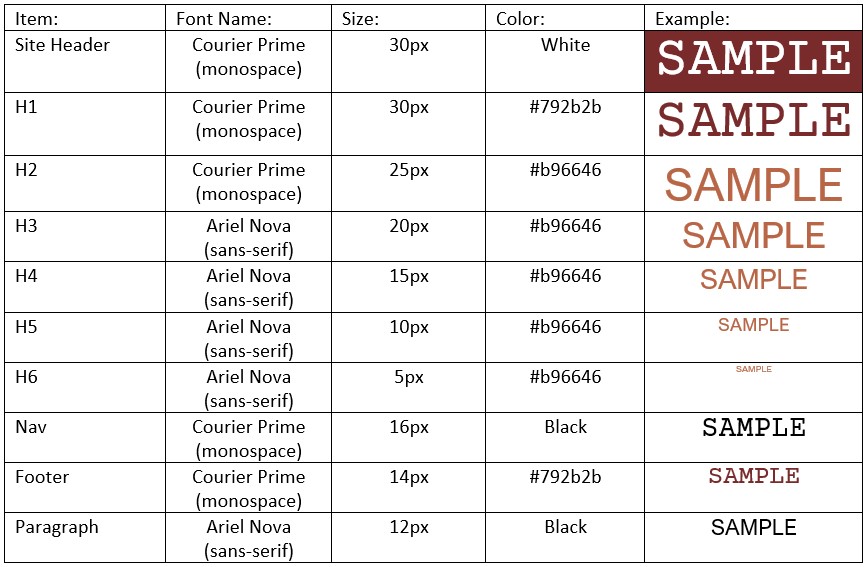 Item: Font Name: Size: Color: Example:
Site Header Courier Prime 30px White SAMPLE
(monospace)
H1 Courier Prime 30px #792b2b SAMPLE
(monospace)
H2 Courier Prime 25px #b96646 SAMPLE
(monospace)
H3 Ariel Nova 20px #b96646 SAMPLE
(sans-serif)
H4 Ariel Nova 15px #b96646 SAMPLE
(sans-serif)
H5 Ariel Nova 10px #b96646 SAMPLE
(sans-serif)
H6 Ariel Nova 5px #b96646 SAMPLE
(sans-serif)
Nav Courier Prime 16px Black SAMPLE
(monospace)
Footer Courier Prime 14px #792b2b SAMPLE
(monospace)
Paragraph Ariel Nova 12px Black SAMPLE
(sans-serif)